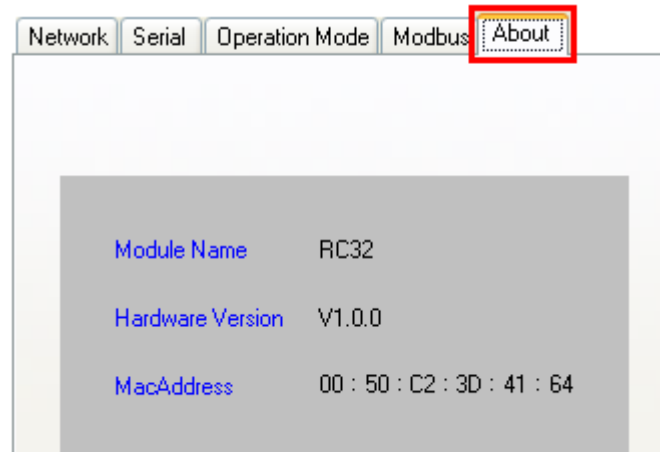 Network Serial Operation Mode Modbus About
Module Name RC32
Hardware Version V1.0.0
MacAddress 00 : 50 : C2 : 3D : 41 : 64